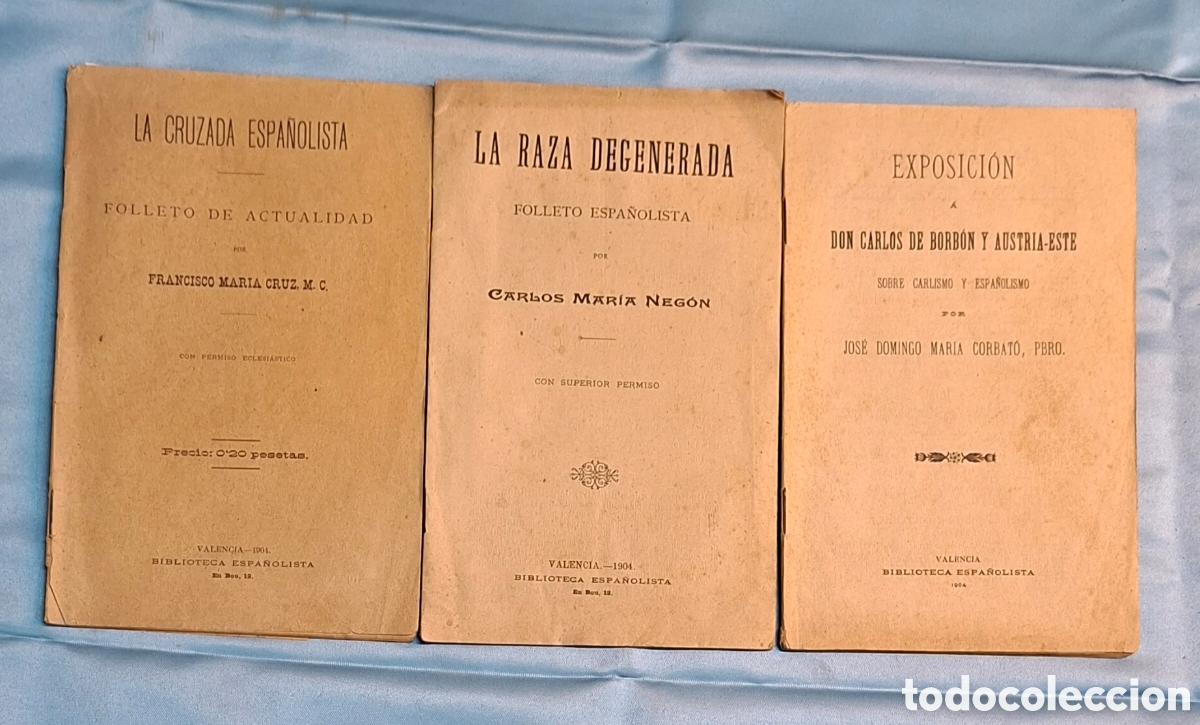 LA CRUZADA ESPAÑOLISTA
FOLLETO DE ACTUALIDAD
POR
FRANCISCO MARIA CRUZ, M. C.
CON PERMISO ECLESIÁSTICO
Precio: 0'20 pesetas.
VALENCIA—1904.
BIBLIOTECA ESPAÑOLISTA
En Bou, 12.
LA RAZA DEGENERADA
FOLLETO ESPAÑOLISTA
POR
CARLOS MARÍA NEGÓN
CON SUPERIOR PERMISO
VALENCIA.—1904.
BIBLIOTECA ESPAÑOLISTA
En Bou, 12.
EXPOSICIÓN
Á
DON CARLOS DE BORBÓN Y AUSTRIA-ESTE
SOBRE CARLISMO Y ESPAÑOLISMO
POR
JOSÉ DOMINGO MARIA CORBATÓ, PBRO.
VALENCIA
BIBLIOTECA ESPAÑOLISTA
1904
todocoleccion